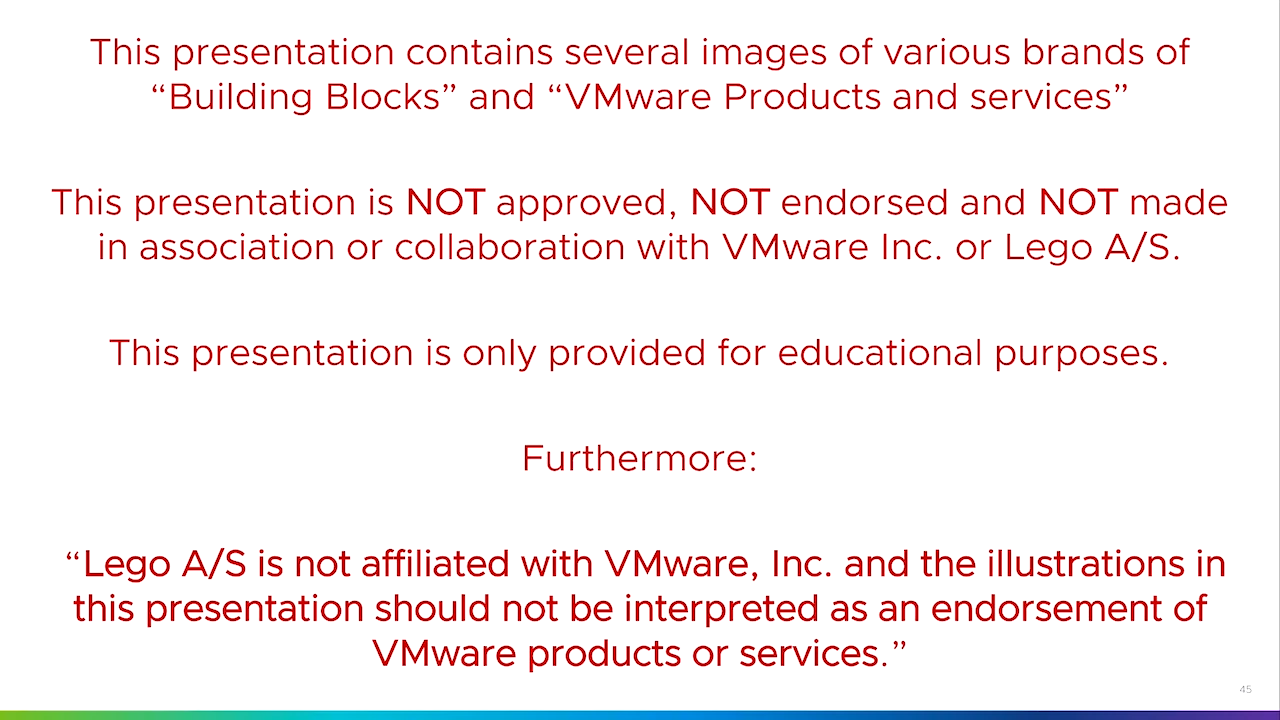 This presentation contains several images of various brands of
“Building Blocks” and “VMware Products and services”
This presentation is NOT approved, NOT endorsed and NOT made
in association or collaboration with VMware Inc. or Lego A/S.
This presentation is only provided for educational purposes.
Furthermore:
“Lego A/S is not affiliated with VMware, Inc. and the illustrations in
this presentation should not be interpreted as an endorsement of
VMware products or services.”
45